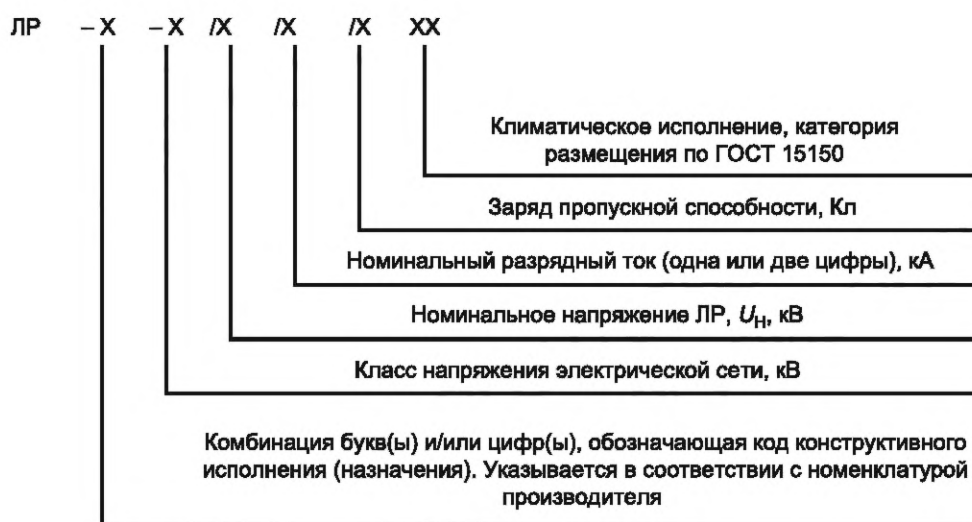 ЛР –Х –Х /Х /Х /Х ХХ
Климатическое исполнение, категория
размещения по ГОСТ 15150
Заряд пропускной способности, Кл
Номинальный разрядный ток (одна или две цифры), кА
Номинальное напряжение ЛР, Uн, кВ
Класс напряжения электрической сети, кВ
Комбинация букв(ы) и/или цифр(ы), обозначающая код конструктивного
исполнения (назначения). Указывается в соответствии с номенклатурой
производителя